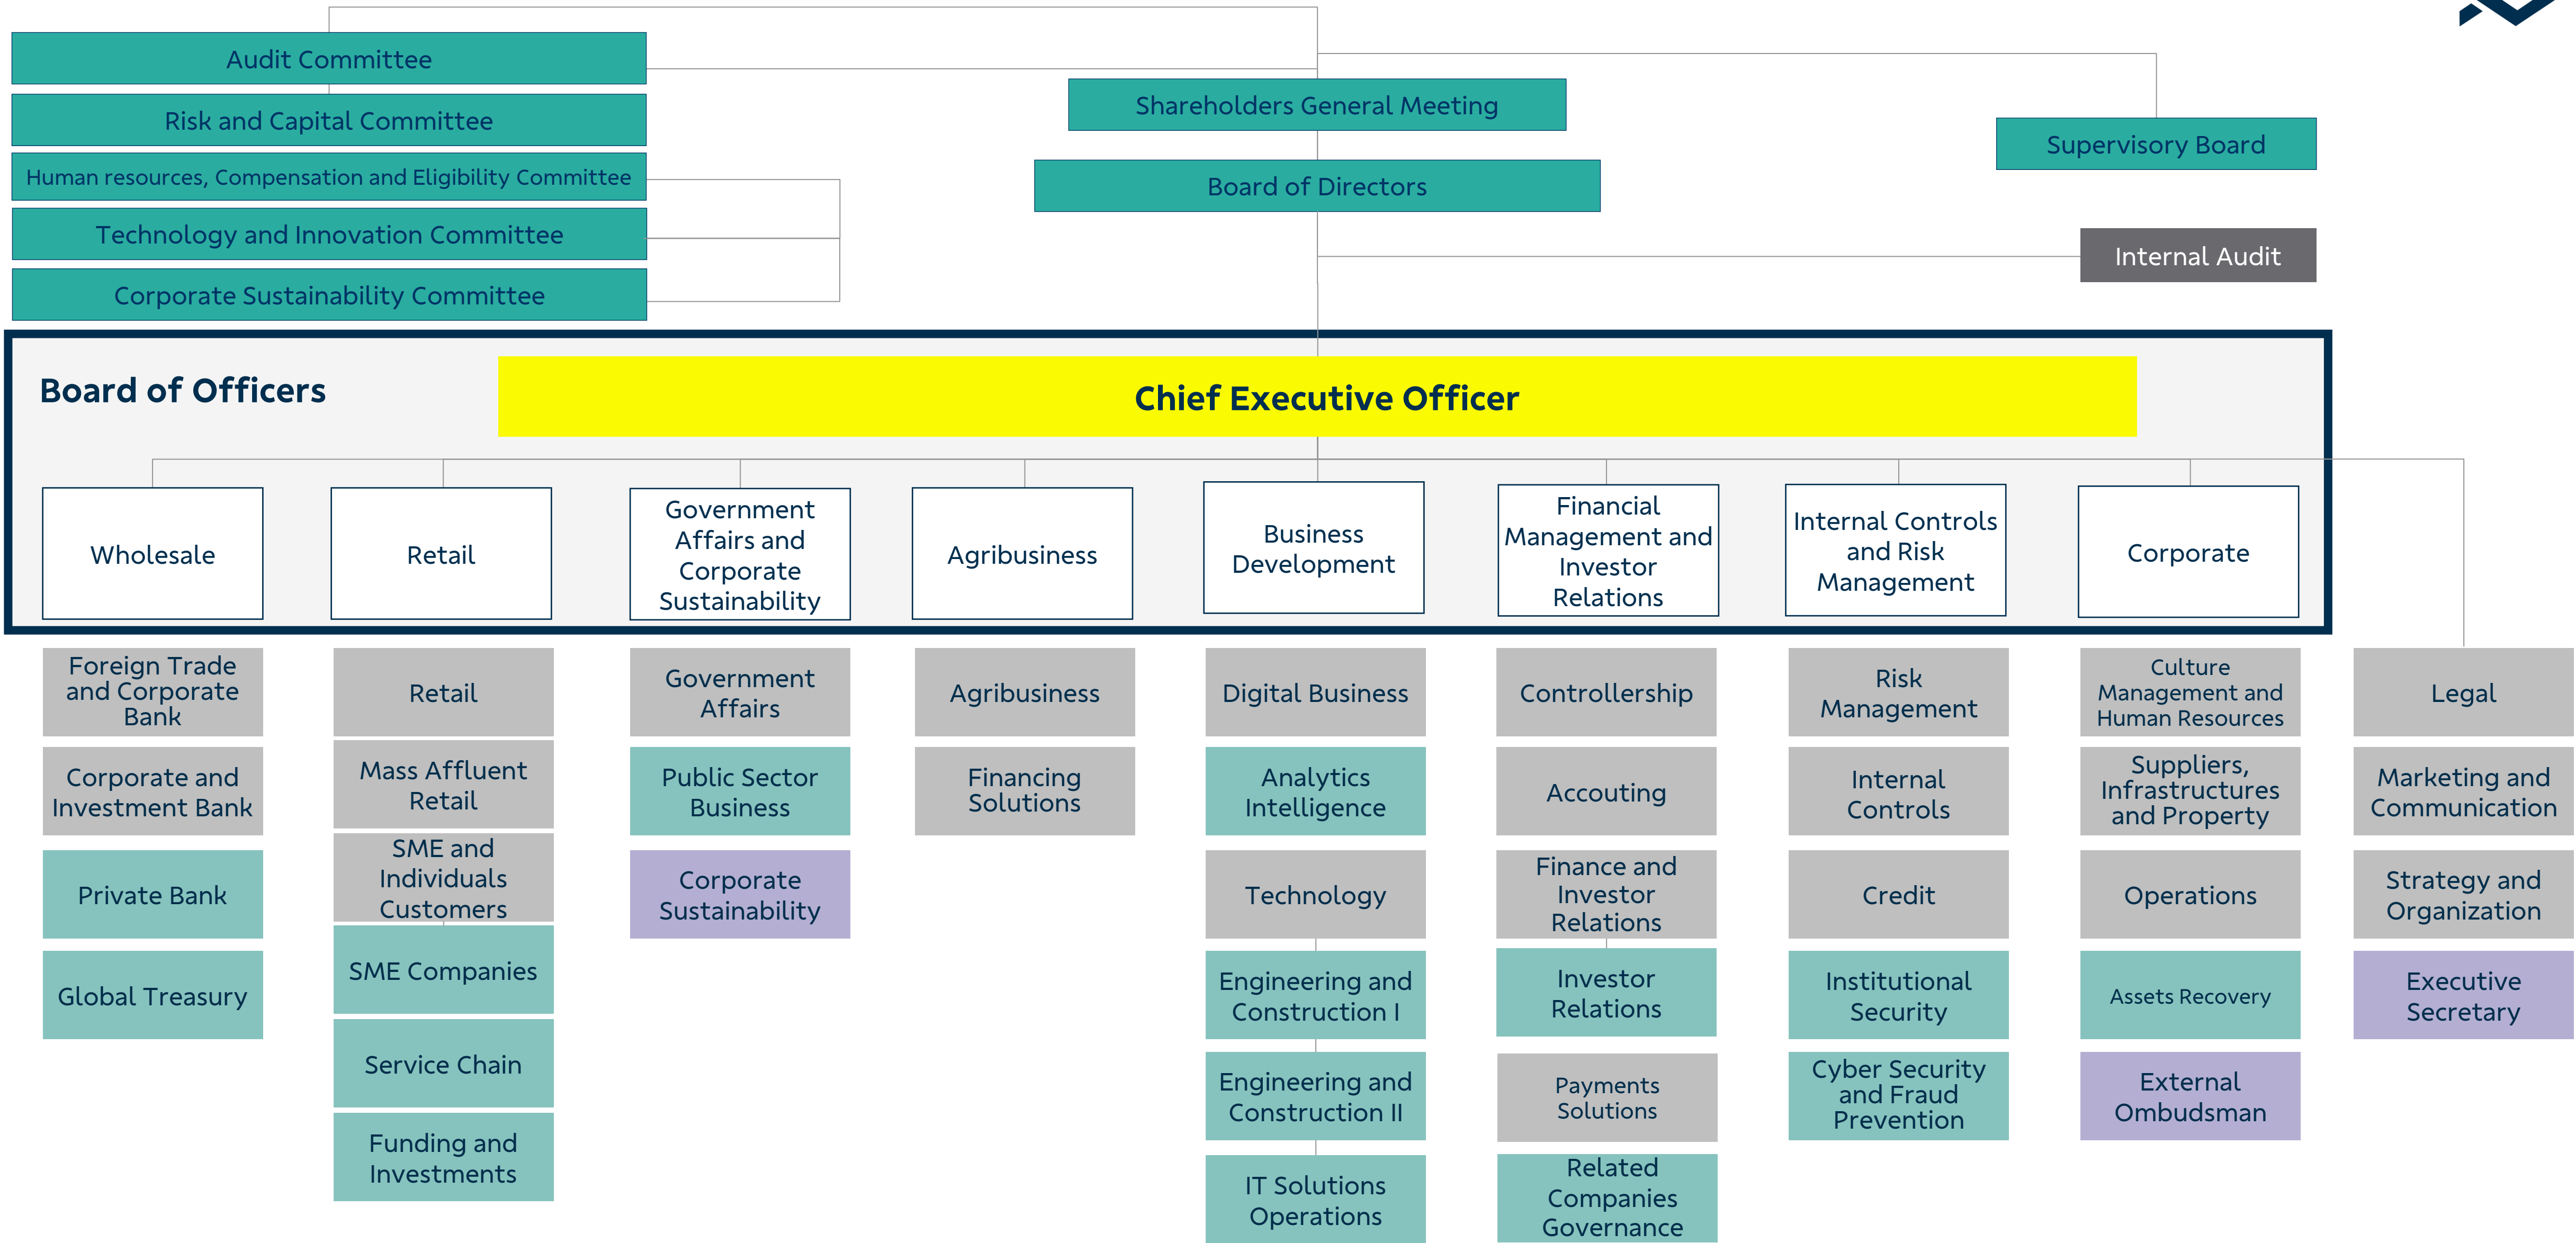 Audit Committee
Risk and Capital Committee
Human resources, Compensation and Eligibility Committee
Technology and Innovation Committee
Corporate Sustainability Committee
Shareholders General Meeting
Board of Directors
Supervisory Board
Internal Audit
Board of Officers
Chief Executive Officer
Wholesale
Retail
Government
Affairs and
Corporate
Sustainability
Agribusiness
Business
Development
Financial
Management and
Investor
Relations
Internal Controls
and Risk
Management
Corporate
Foreign Trade
and Corporate
Bank
Corporate and
Investment Bank
Private Bank
Global Treasury
Retail
Mass Affluent
Retail
SME and
Individuals
Customers
SME Companies
Service Chain
Funding and
Investments
Government
Affairs
Public Sector
Business
Corporate
Sustainability
Agribusiness
Financing
Solutions
Digital Business
Analytics
Intelligence
Technology
Engineering and
Construction I
Engineering and
Construction II
IT Solutions
Operations
Controllership
Accouting
Finance and
Investor
Relations
Investor
Relations
Payments
Solutions
Related
Companies
Governance
Risk
Management
Internal
Controls
Credit
Institutional
Security
Cyber Security
and Fraud
Prevention
Culture
Management and
Human Resources
Suppliers,
Infrastructures
and Property
Operations
Assets Recovery
External
Ombudsman
Legal
Marketing and
Communication
Strategy and
Organization
Executive
Secretary